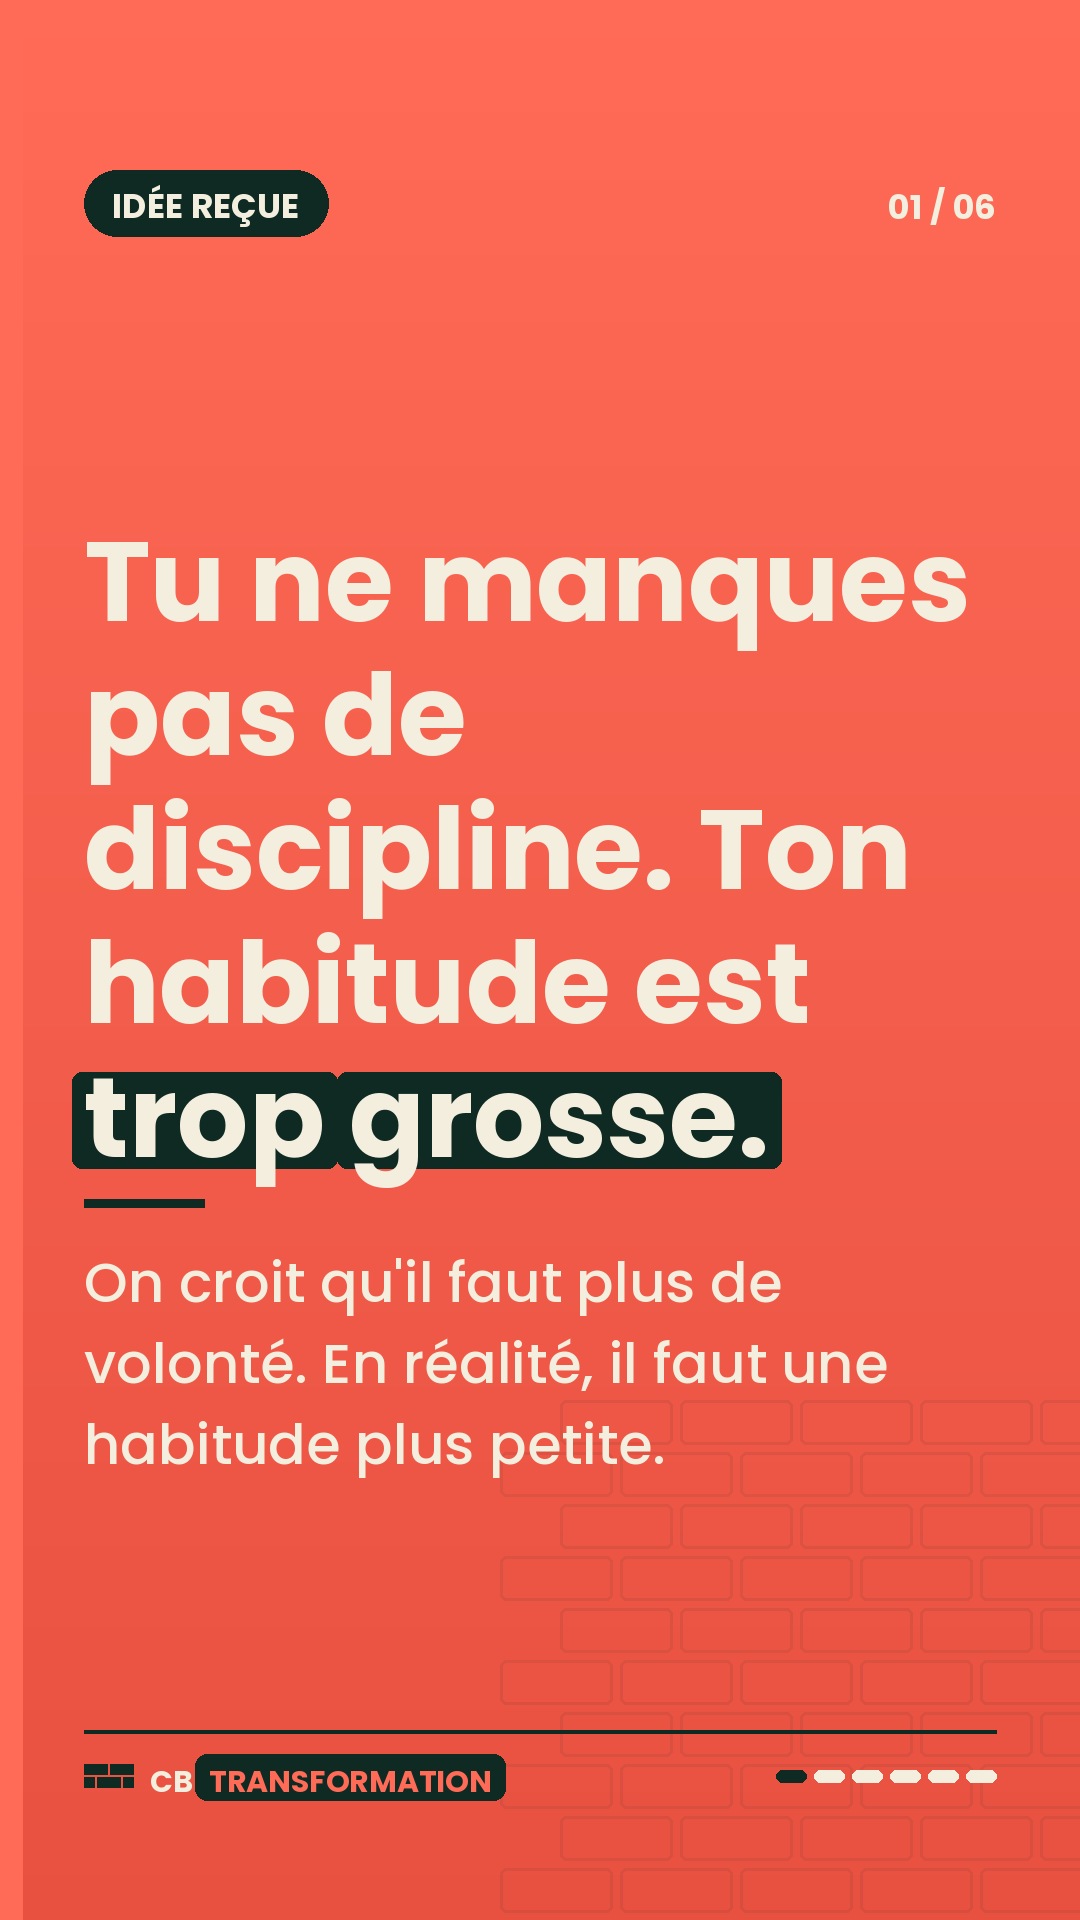 IDÉE REÇUE
01 / 06
Tu ne manques
pas de
discipline. Ton
habitude est
trop grosse.
On croit qu'il faut plus de
volonté. En réalité, il faut une
habitude plus petite.
CB TRANSFORMATION